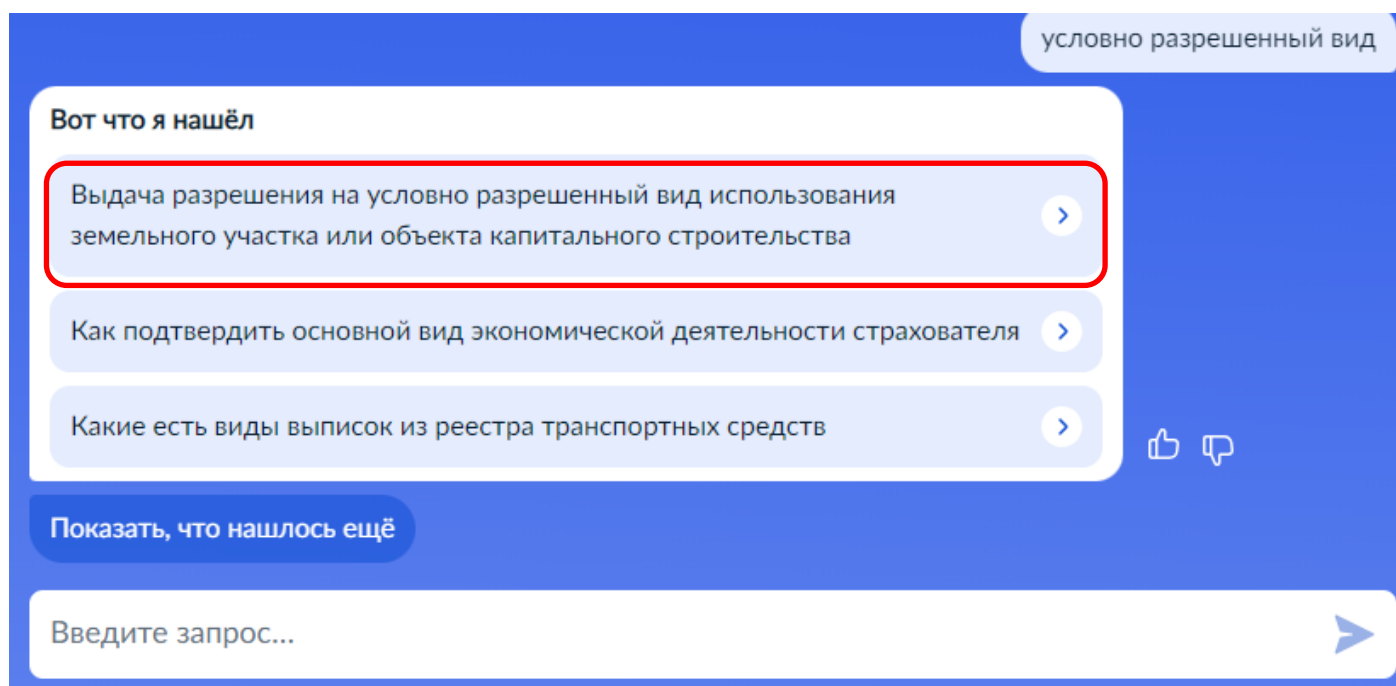 условно разрешенный вид
Вот что я нашёл
Выдача разрешения на условно разрешенный вид использования
земельного участка или объекта капитального строительства
Как подтвердить основной вид экономической деятельности страхователя
Какие есть виды выписок из реестра транспортных средств
Показать, что нашлось ещё
Введите запрос...